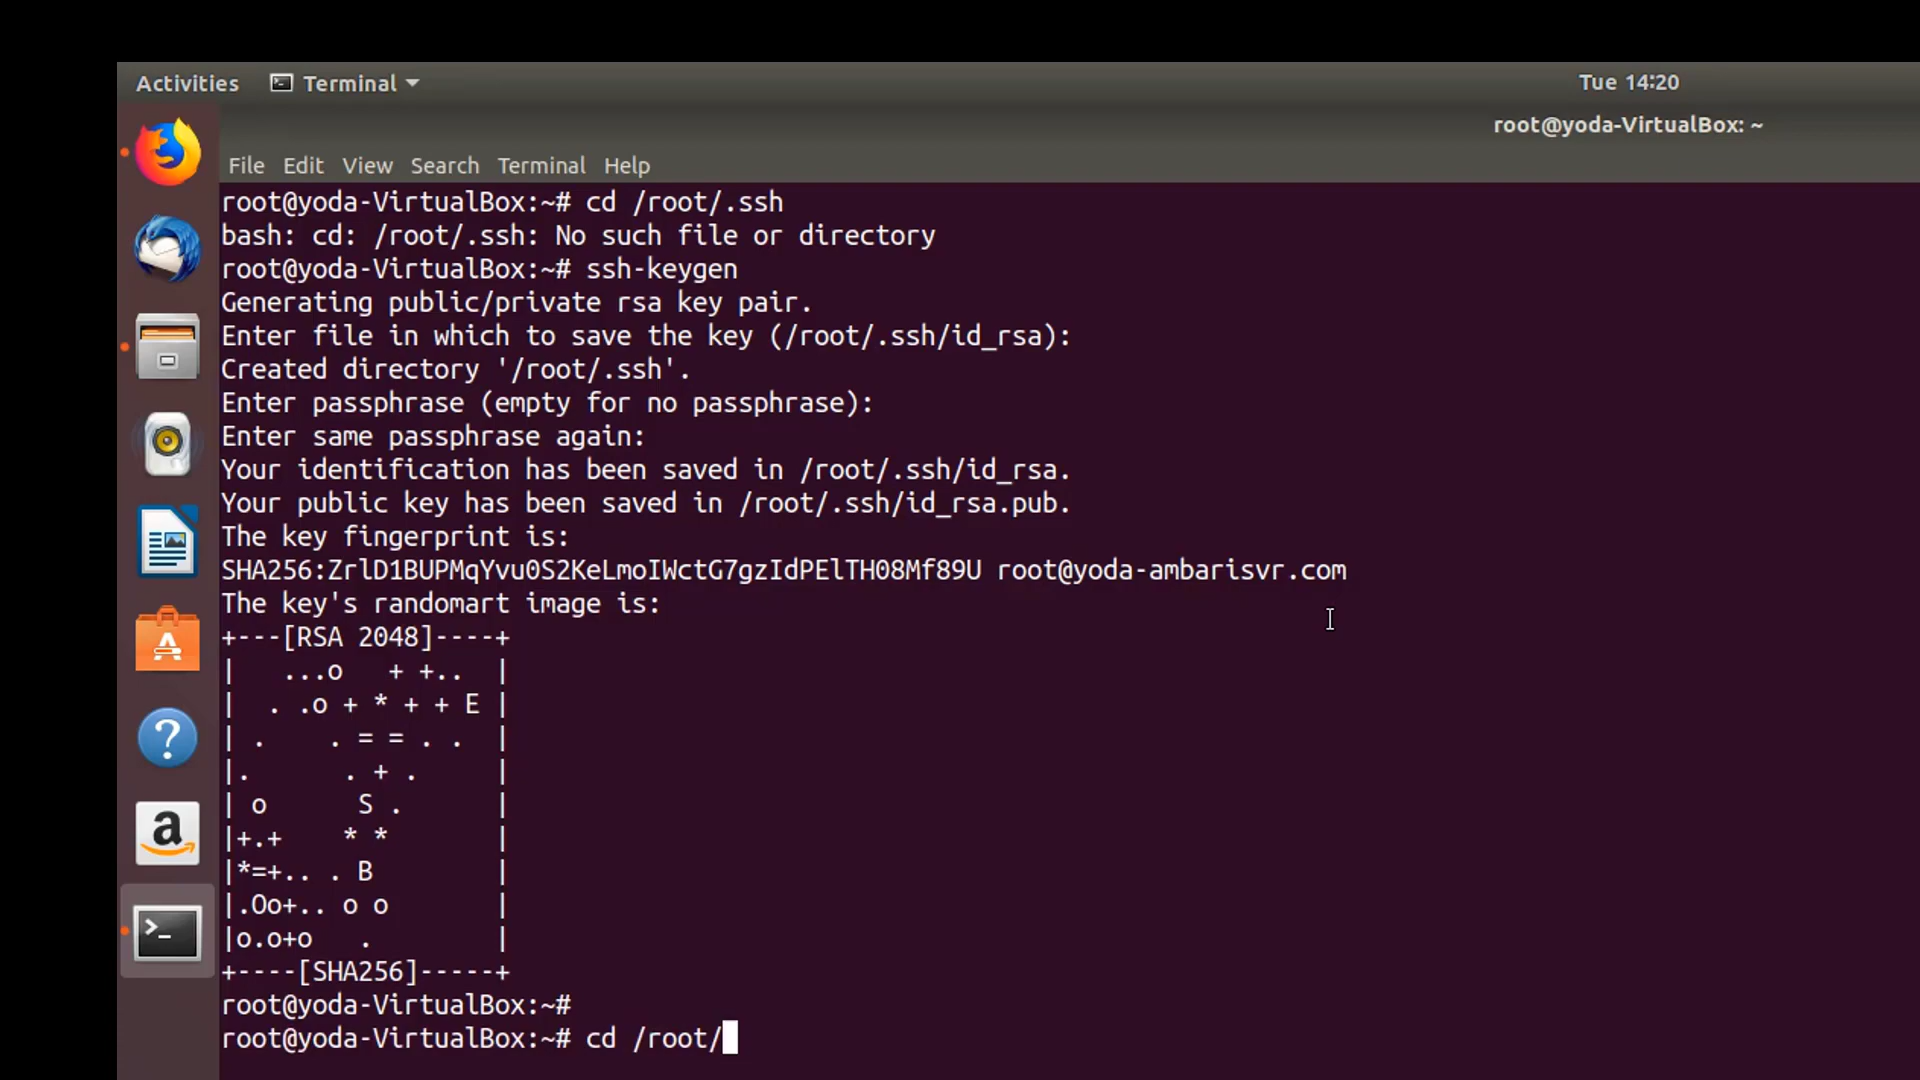 Activities Terminal Tue 14:20
root@yoda-VirtualBox: ~
File Edit View Search Terminal Help
root@yoda-VirtualBox:~# cd /root/.ssh
bash: cd: /root/.ssh: No such file or directory
root@yoda-VirtualBox:~# ssh-keygen
Generating public/private rsa key pair.
Enter file in which to save the key (/root/.ssh/id_rsa):
Created directory '/root/.ssh'.
Enter passphrase (empty for no passphrase):
Enter same passphrase again:
Your identification has been saved in /root/.ssh/id_rsa.
Your public key has been saved in /root/.ssh/id_rsa.pub.
The key fingerprint is:
SHA256:ZrlD1BUPMqYvu0S2KeLmoIWctG7gzIdPElTH08Mf89U root@yoda-ambarisvr.com
The key's randomart image is:
+---[RSA 2048]----+
|   ...o   + +..  |
|  . .o + * + + E |
| .    . = = . .  |
|.      . + .     |
| o      S .      |
|+.+    * *       |
|*=+.. . B        |
|.Oo+.. o o       |
|o.o+o   .        |
+----[SHA256]-----+
root@yoda-VirtualBox:~#
root@yoda-VirtualBox:~# cd /root/